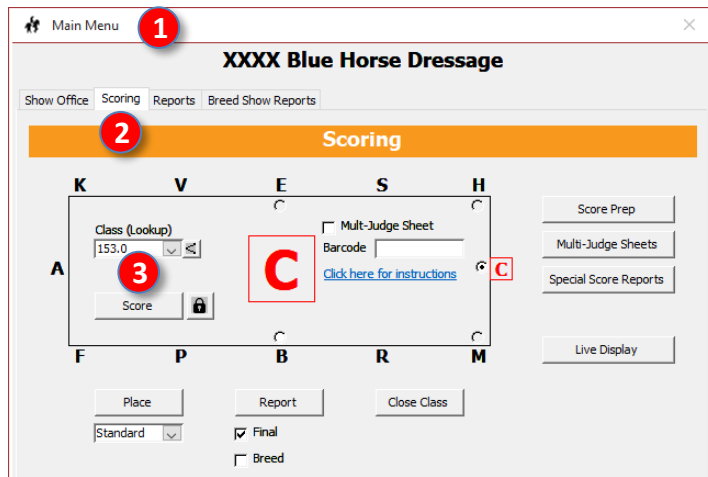 Main Menu
1
XXXX Blue Horse Dressage
Show Office Scoring Reports Breed Show Reports
2
Scoring
K V E S H
Score Prep
Class (Lookup)
Mult-Judge Sheet
153.0 <
Barcode
Multi-Judge Sheets
A
3
C
Click here for instructions
C
Special Score Reports
Score
F P B R M
Live Display
Place Report Close Class
Standard
Final
Breed